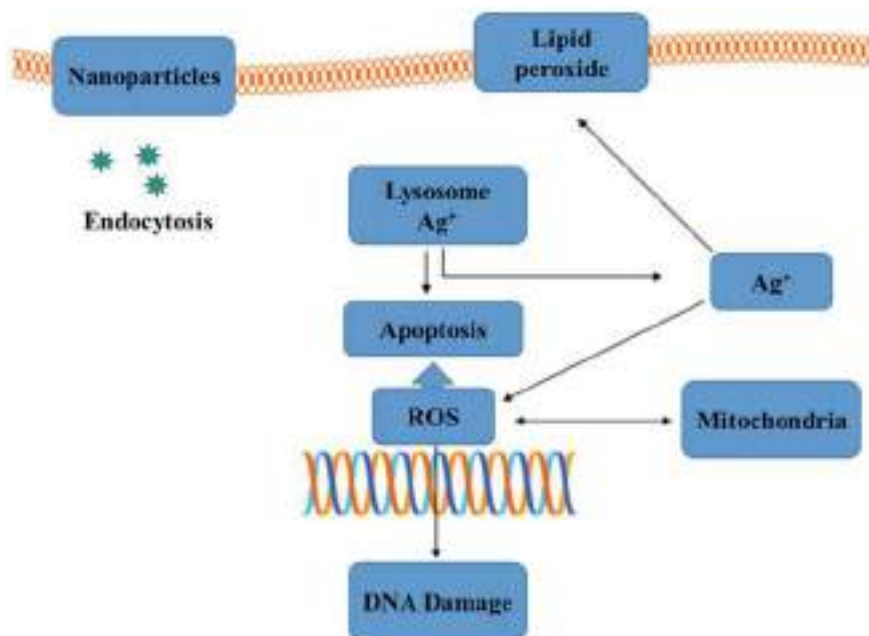 Nanoparticles
Lipid
peroxide
Endocytosis
Lysosome
Ag⁺
Ag⁺
Apoptosis
ROS
Mitochondria
DNA Damage